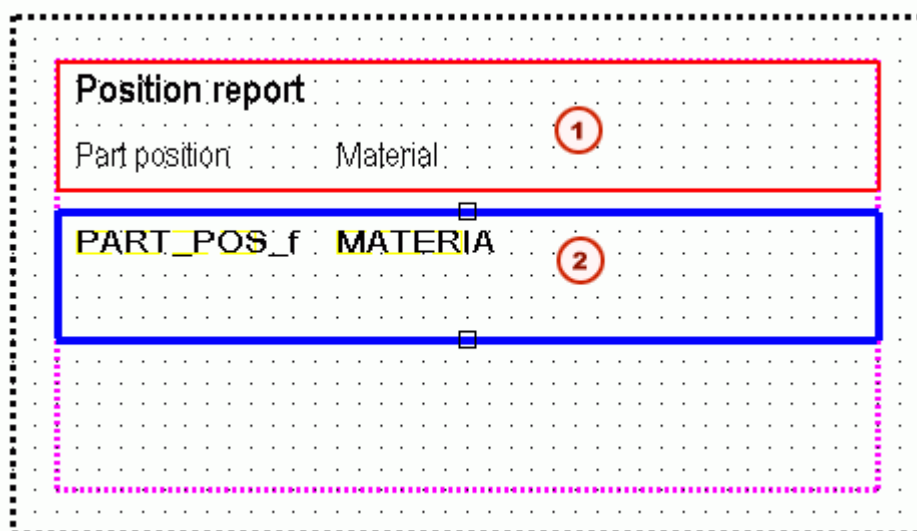 Position report
1
Part position Material
PART_POS_f MATERIA
2